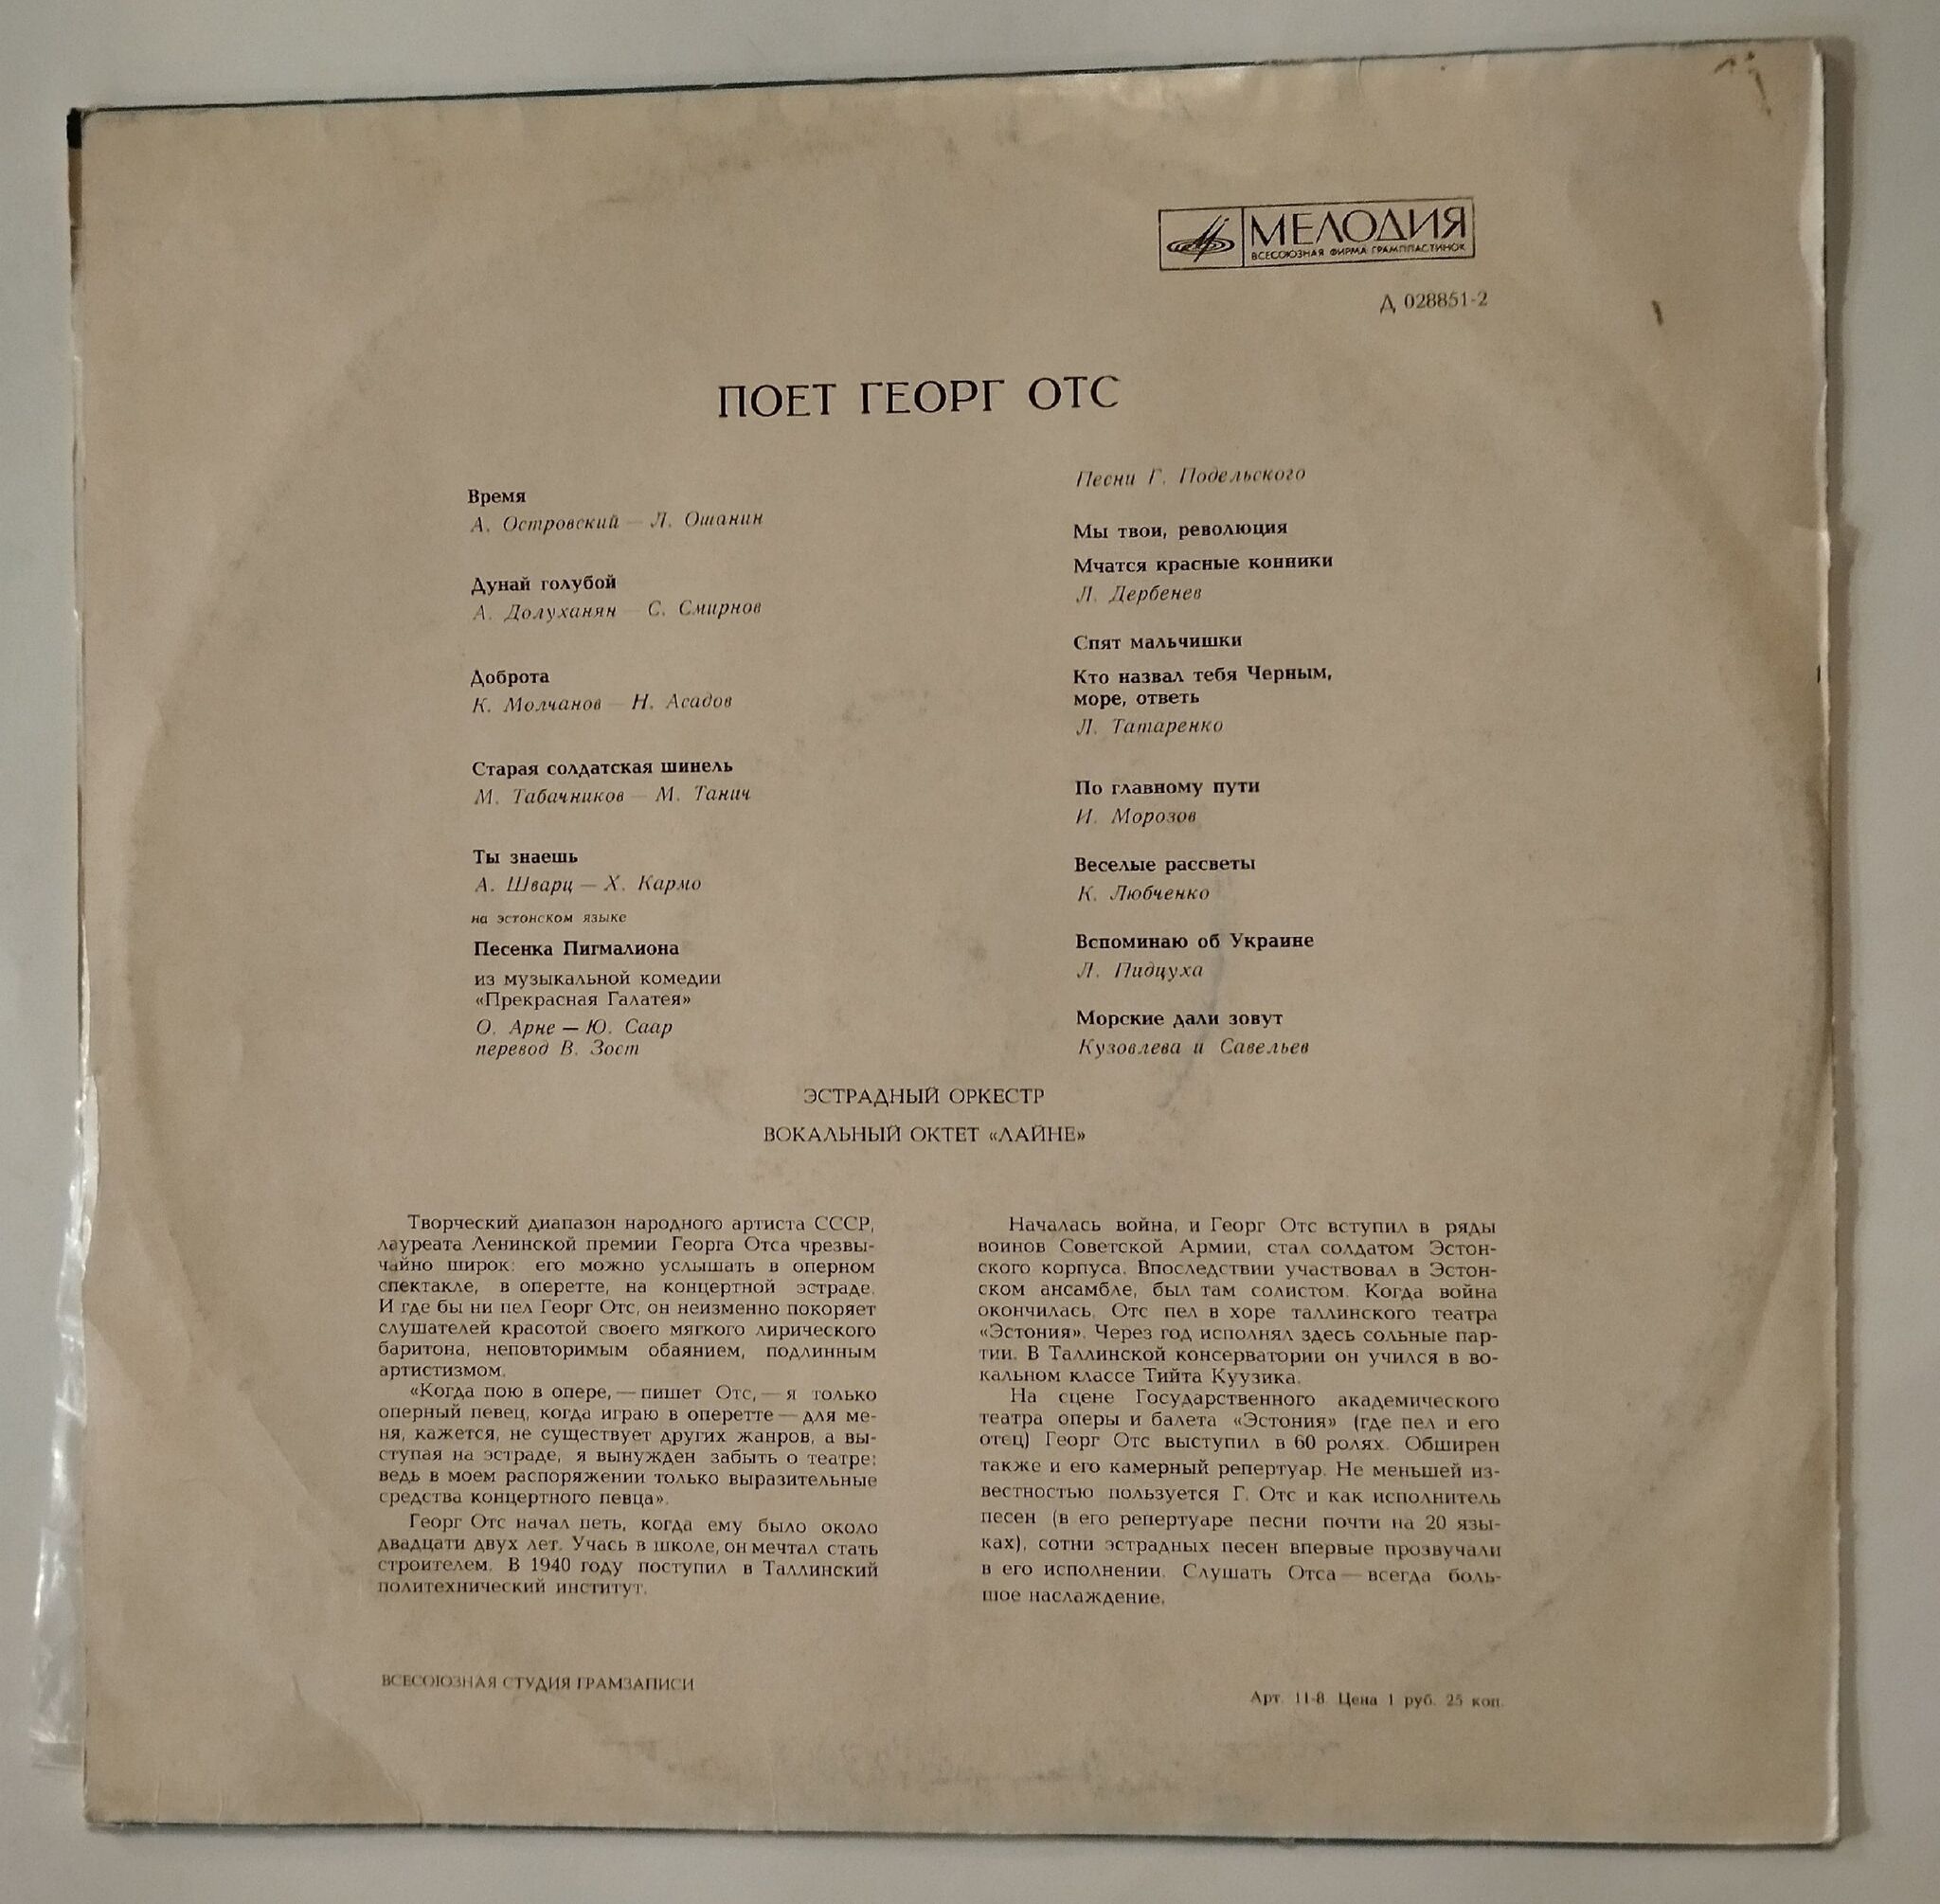 МЕЛОДИЯ
ВСЕСОЮЗНАЯ ФИРМА ГРАМПЛАСТИНОК
Д 028851-2
ПОЕТ ГЕОРГ ОТС
Время
А. Островский — Л. Ошанин
Дунай голубой
А. Долуханян — С. Смирнов
Доброта
К. Молчанов — Н. Асадов
Старая солдатская шинель
М. Табачников — М. Танич
Ты знаешь
А. Шварц — Х. Кармо
на эстонском языке
Песенка Пигмалиона
из музыкальной комедии
«Прекрасная Галатея»
О. Арне — Ю. Саар
перевод В. Зост
Песни Г. Подельского
Мы твои, революция
Мчатся красные конники
Л. Дербенев
Спят мальчишки
Кто назвал тебя Черным,
море, ответь
Л. Татаренко
По главному пути
И. Морозов
Веселые рассветы
К. Любченко
Вспоминаю об Украине
Л. Пидцуха
Морские дали зовут
Кузовлева и Савельев
ЭСТРАДНЫЙ ОРКЕСТР
ВОКАЛЬНЫЙ ОКТЕТ «ЛАЙНЕ»
Творческий диапазон народного артиста СССР,
лауреата Ленинской премии Георга Отса чрезвы-
чайно широк: его можно услышать в оперном
спектакле, в оперетте, на концертной эстраде.
И где бы ни пел Георг Отс, он неизменно покоряет
слушателей красотой своего мягкого лирического
баритона, неповторимым обаянием, подлинным
артистизмом.
«Когда пою в опере, — пишет Отс, — я только
оперный певец, когда играю в оперетте — для ме-
ня, кажется, не существует других жанров, а вы-
ступая на эстраде, я вынужден забыть о театре:
ведь в моем распоряжении только выразительные
средства концертного певца».
Георг Отс начал петь, когда ему было около
двадцати двух лет. Учась в школе, он мечтал стать
строителем. В 1940 году поступил в Таллинский
политехнический институт.
Началась война, и Георг Отс вступил в ряды
воинов Советской Армии, стал солдатом Эстон-
ского корпуса. Впоследствии участвовал в Эстон-
ском ансамбле, был там солистом. Когда война
окончилась, Отс пел в хоре таллинского театра
«Эстония». Через год исполнял здесь сольные пар-
тии. В Таллинской консерватории он учился в во-
кальном классе Тийта Куузика.
На сцене Государственного академического
театра оперы и балета «Эстония» (где пел и его
отец) Георг Отс выступил в 60 ролях. Обширен
также и его камерный репертуар. Не меньшей из-
вестностью пользуется Г. Отс и как исполнитель
песен (в его репертуаре песни почти на 20 язы-
ках), сотни эстрадных песен впервые прозвучали
в его исполнении. Слушать Отса — всегда боль-
шое наслаждение.
ВСЕСОЮЗНАЯ СТУДИЯ ГРАМЗАПИСИ
Арт. 11-8. Цена 1 руб. 25 коп.